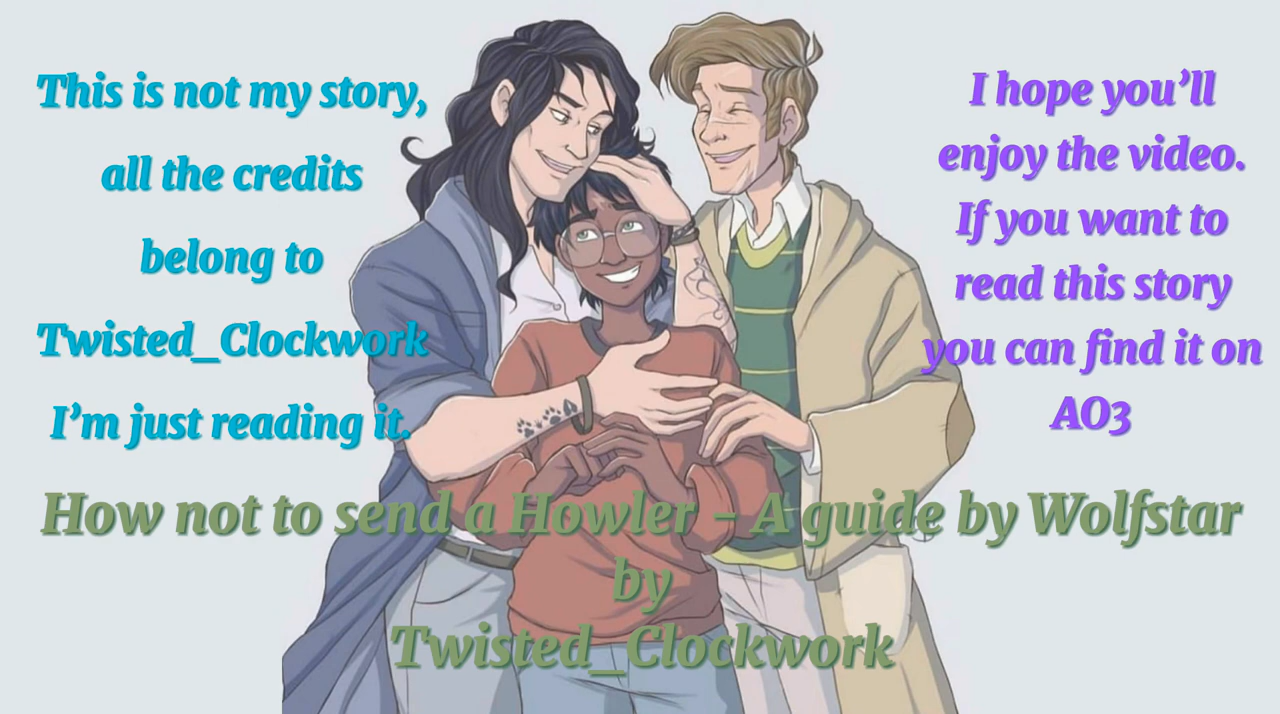 This is not my story,
all the credits
belong to
Twisted_Clockwork
I'm just reading it.
I hope you'll
enjoy the video.
If you want to
read this story
you can find it on
AO3
How not to send a Howler - A guide by Wolfstar
by
Twisted_Clockwork